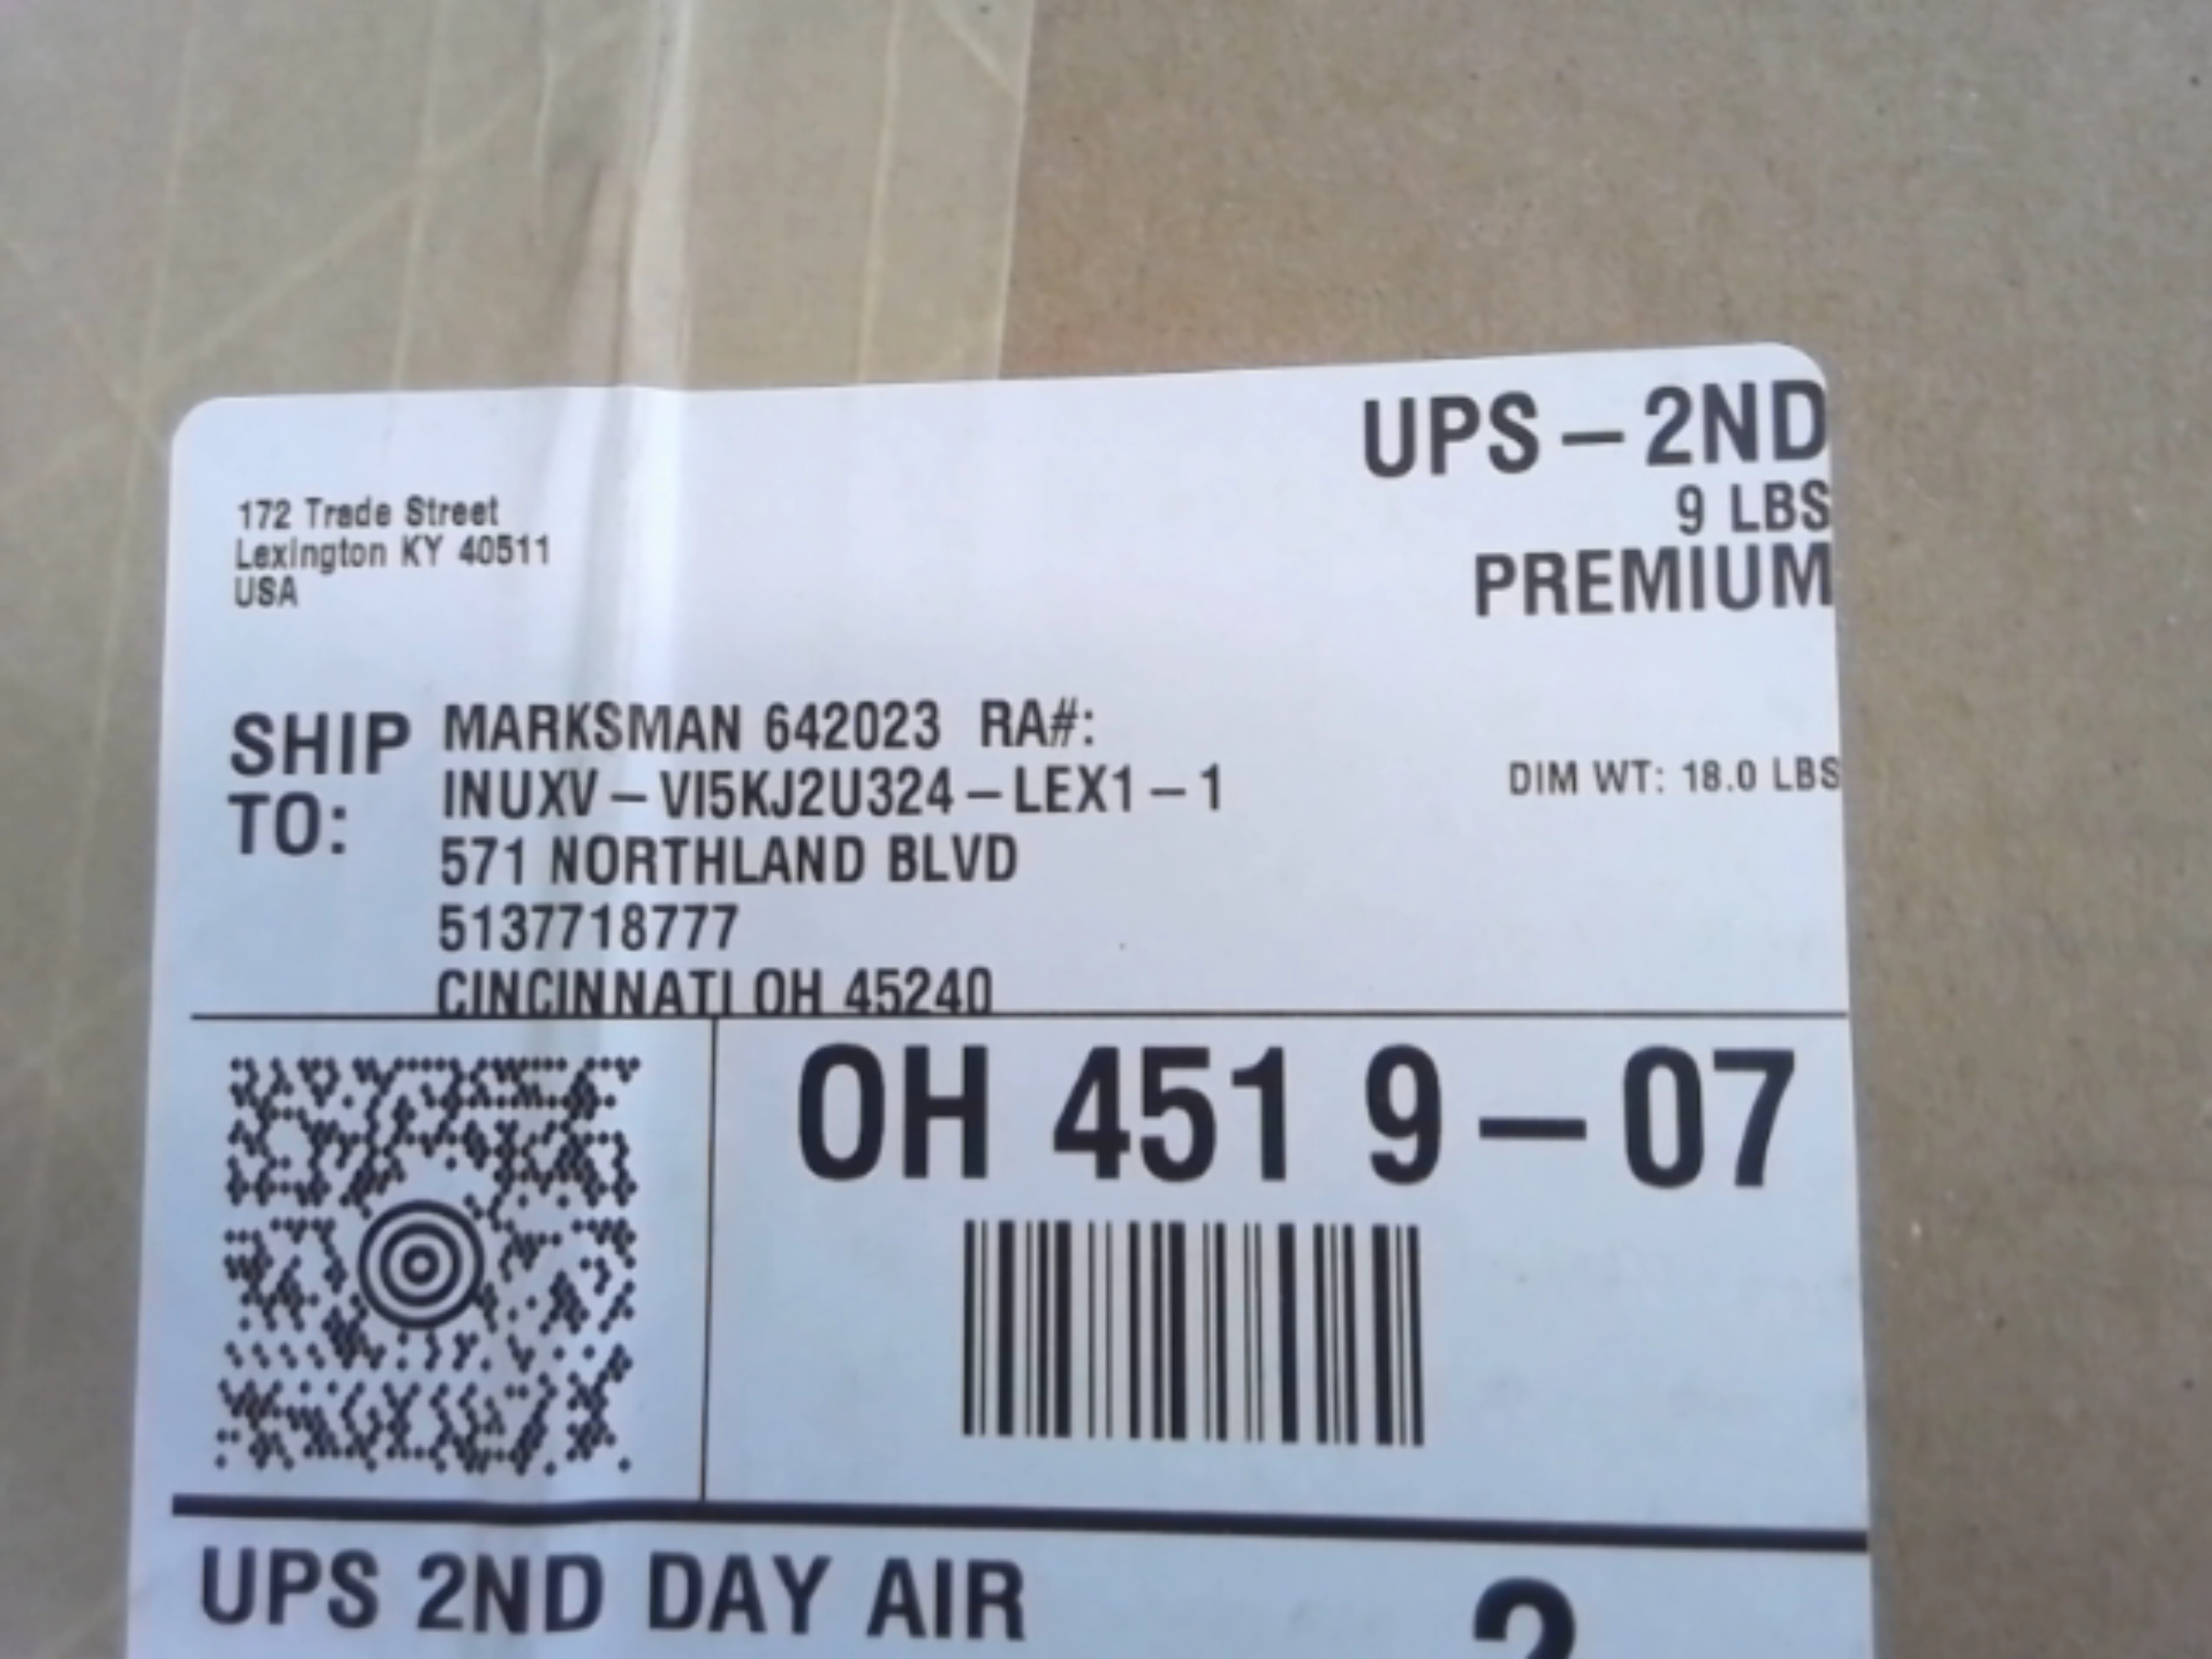 UPS - 2ND
9 LBS
PREMIUM
172 Trade Street
Lexington KY 40511
USA
SHIP TO:
MARKSMAN 642023 RA#:
INUXV - VI5KJ2U324 - LEX1 - 1
571 NORTHLAND BLVD
5137718777
CINCINNATI OH 45240
DIM WT: 18.0 LBS
OH 451 9 - 07
UPS 2ND DAY AIR
2